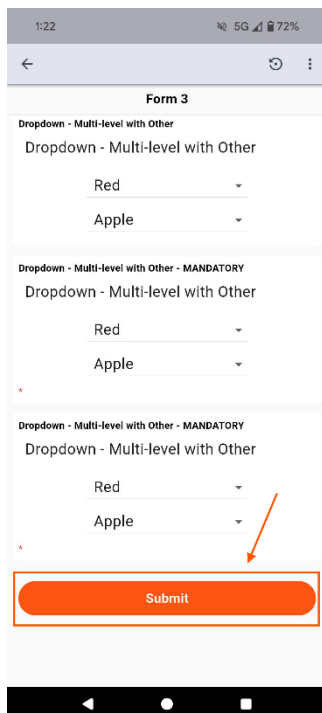 1:22 5G 72%
Form 3
Dropdown - Multi-level with Other
Dropdown - Multi-level with Other
Red
Apple
Dropdown - Multi-level with Other - MANDATORY
Dropdown - Multi-level with Other
Red
Apple
*
Dropdown - Multi-level with Other - MANDATORY
Dropdown - Multi-level with Other
Red
Apple
*
Submit